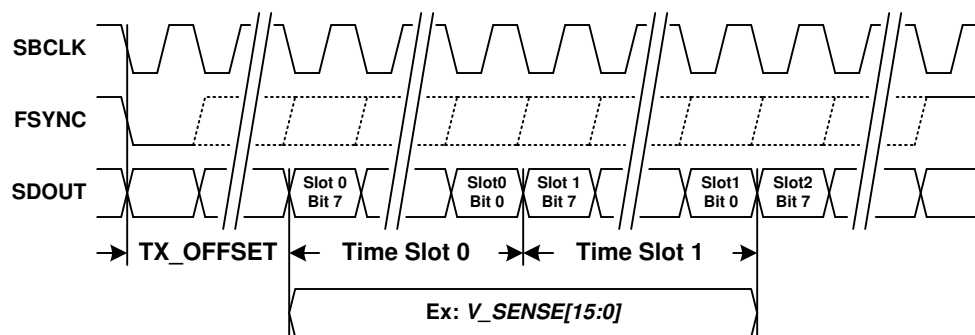 SBCLK
FSYNC
SDOUT
Slot 0
Bit 7
Slot0
Bit 0
Slot 1
Bit 7
Slot1
Bit 0
Slot2
Bit 7
TX_OFFSET
Time Slot 0
Time Slot 1
Ex: V_SENSE[15:0]